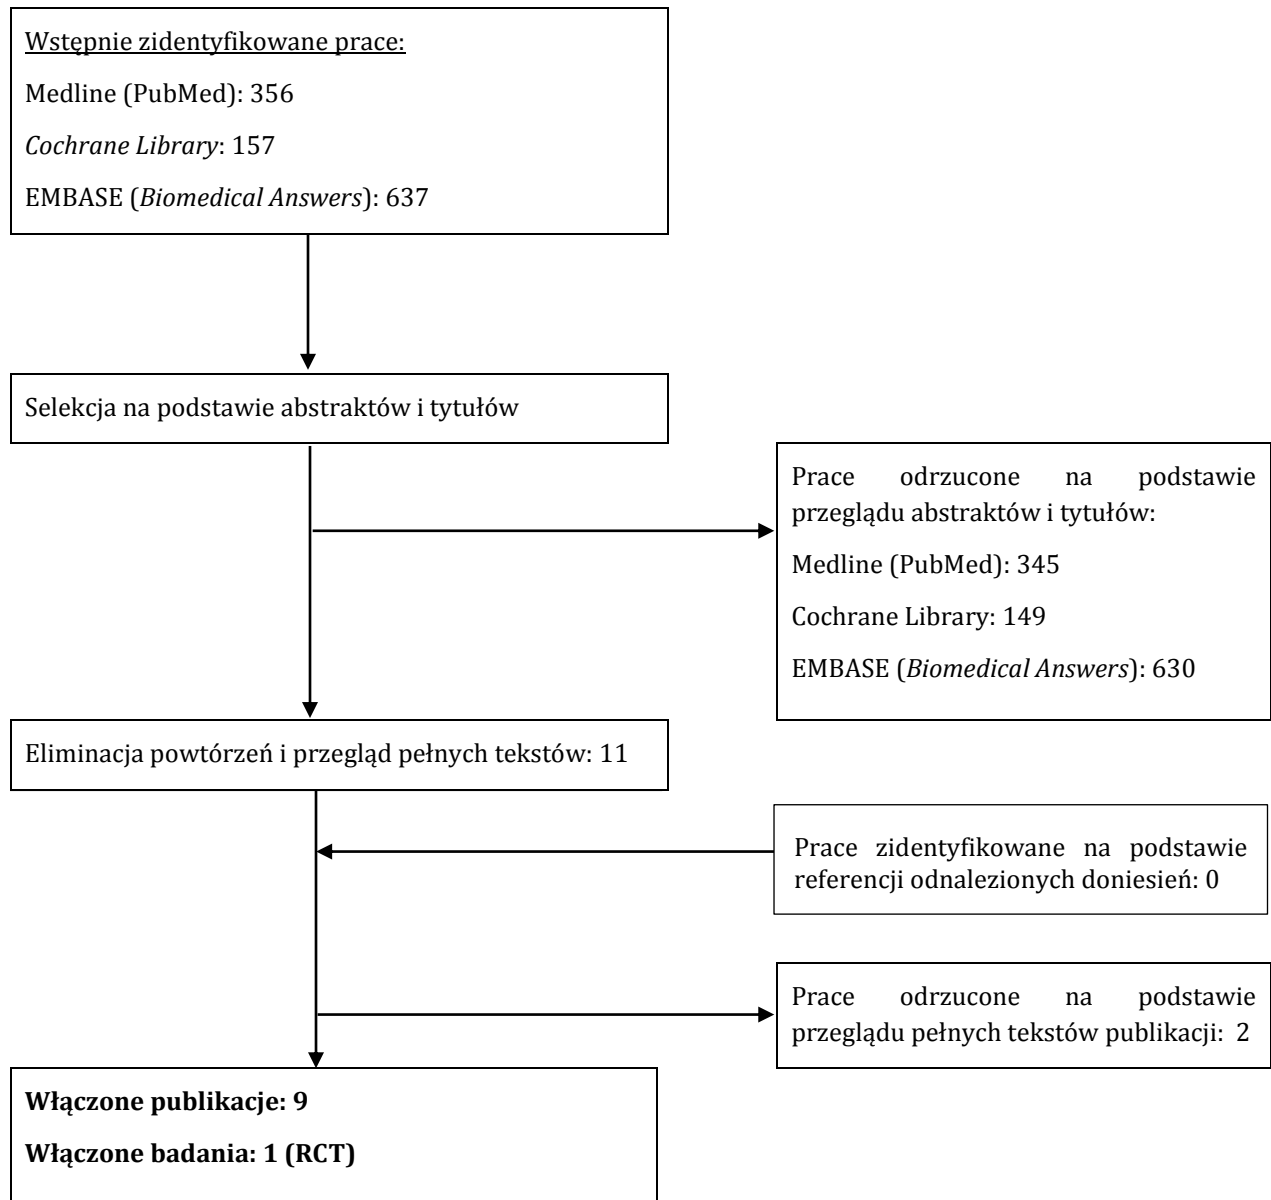 Wstępnie zidentyfikowane prace:
Medline (PubMed): 356
Cochrane Library: 157
EMBASE (Biomedical Answers): 637
Selekcja na podstawie abstraktów i tytułów
Prace odrzucone na podstawie
przeglądu abstraktów i tytułów:
Medline (PubMed): 345
Cochrane Library: 149
EMBASE (Biomedical Answers): 630
Eliminacja powtórzeń i przegląd pełnych tekstów: 11
Prace zidentyfikowane na podstawie
referencji odnalezionych doniesień: 0
Prace odrzucone na podstawie
przeglądu pełnych tekstów publikacji: 2
Włączone publikacje: 9
Włączone badania: 1 (RCT)